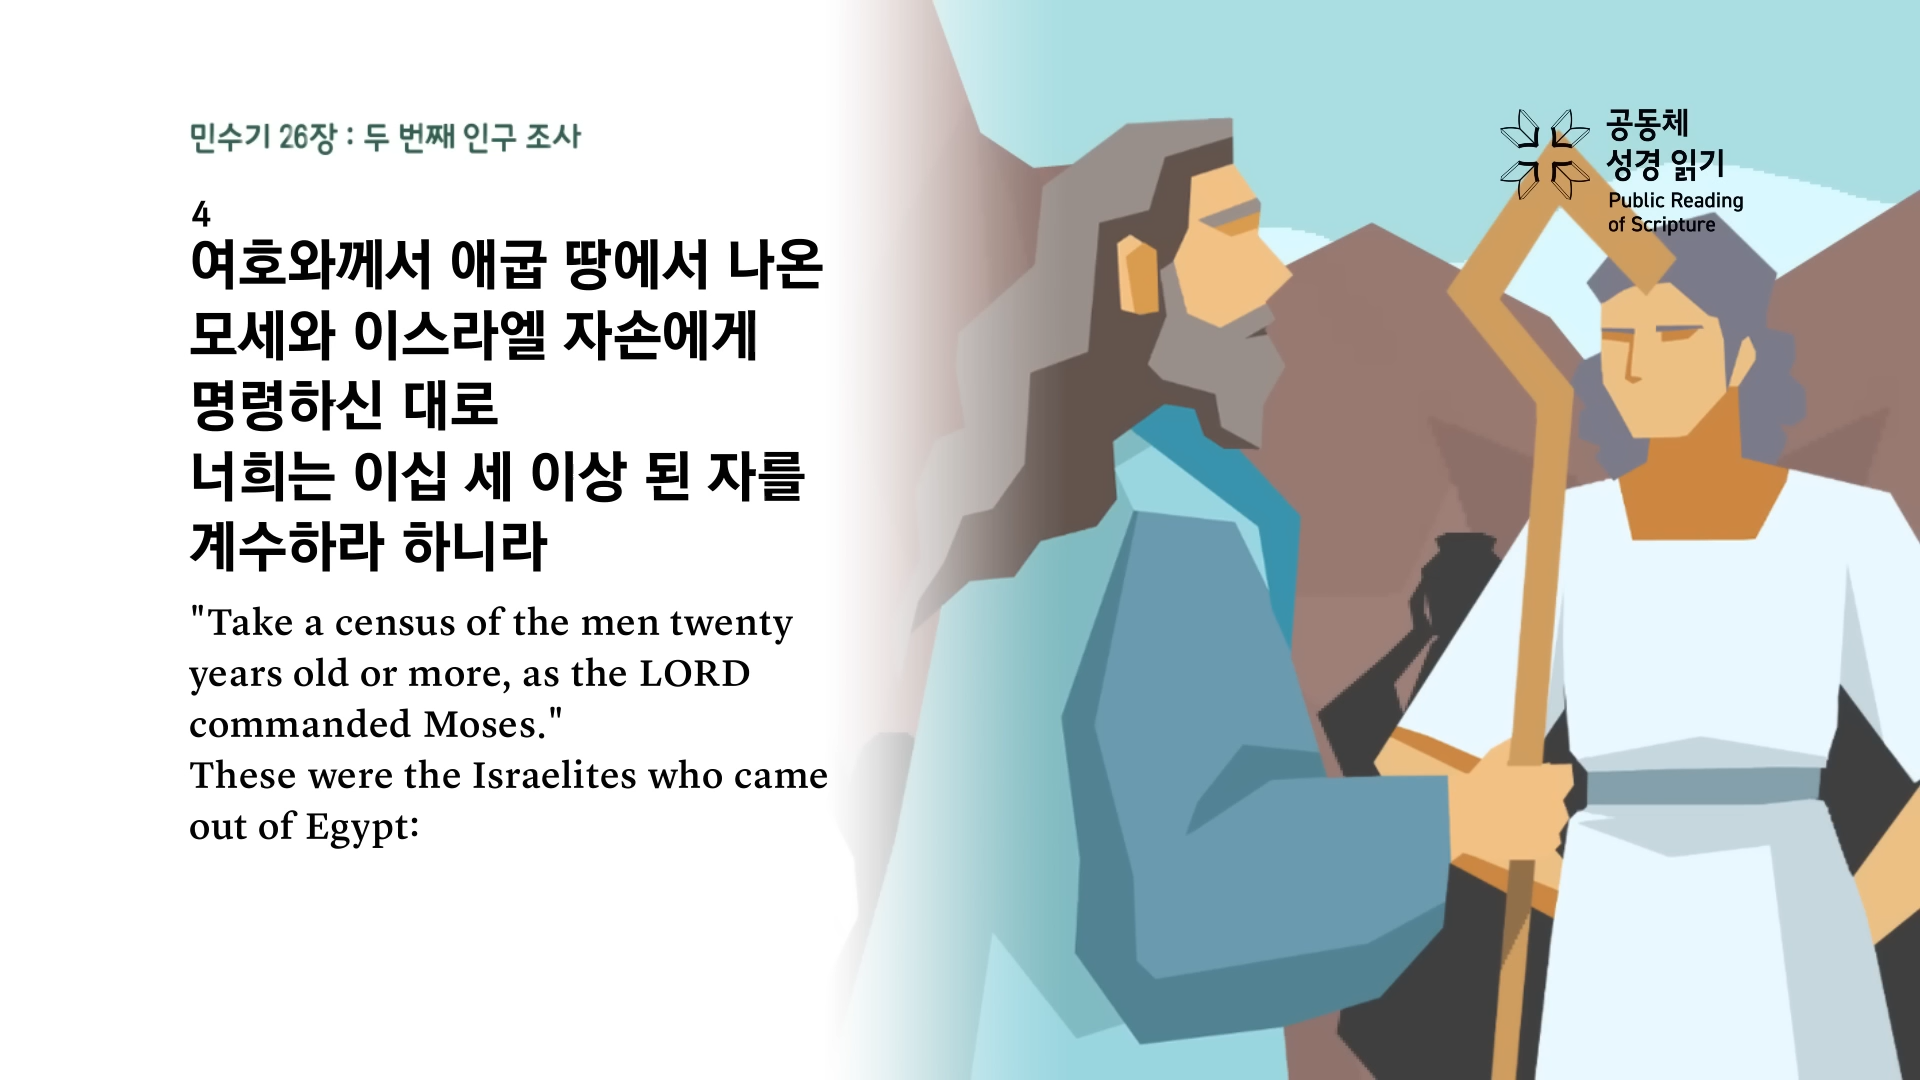 민수기 26장 : 두 번째 인구 조사
4
여호와께서 애굽 땅에서 나온
모세와 이스라엘 자손에게
명령하신 대로
너희는 이십 세 이상 된 자를
계수하라 하니라
"Take a census of the men twenty
years old or more, as the LORD
commanded Moses."
These were the Israelites who came
out of Egypt:
공동체
성경 읽기
Public Reading
of Scripture